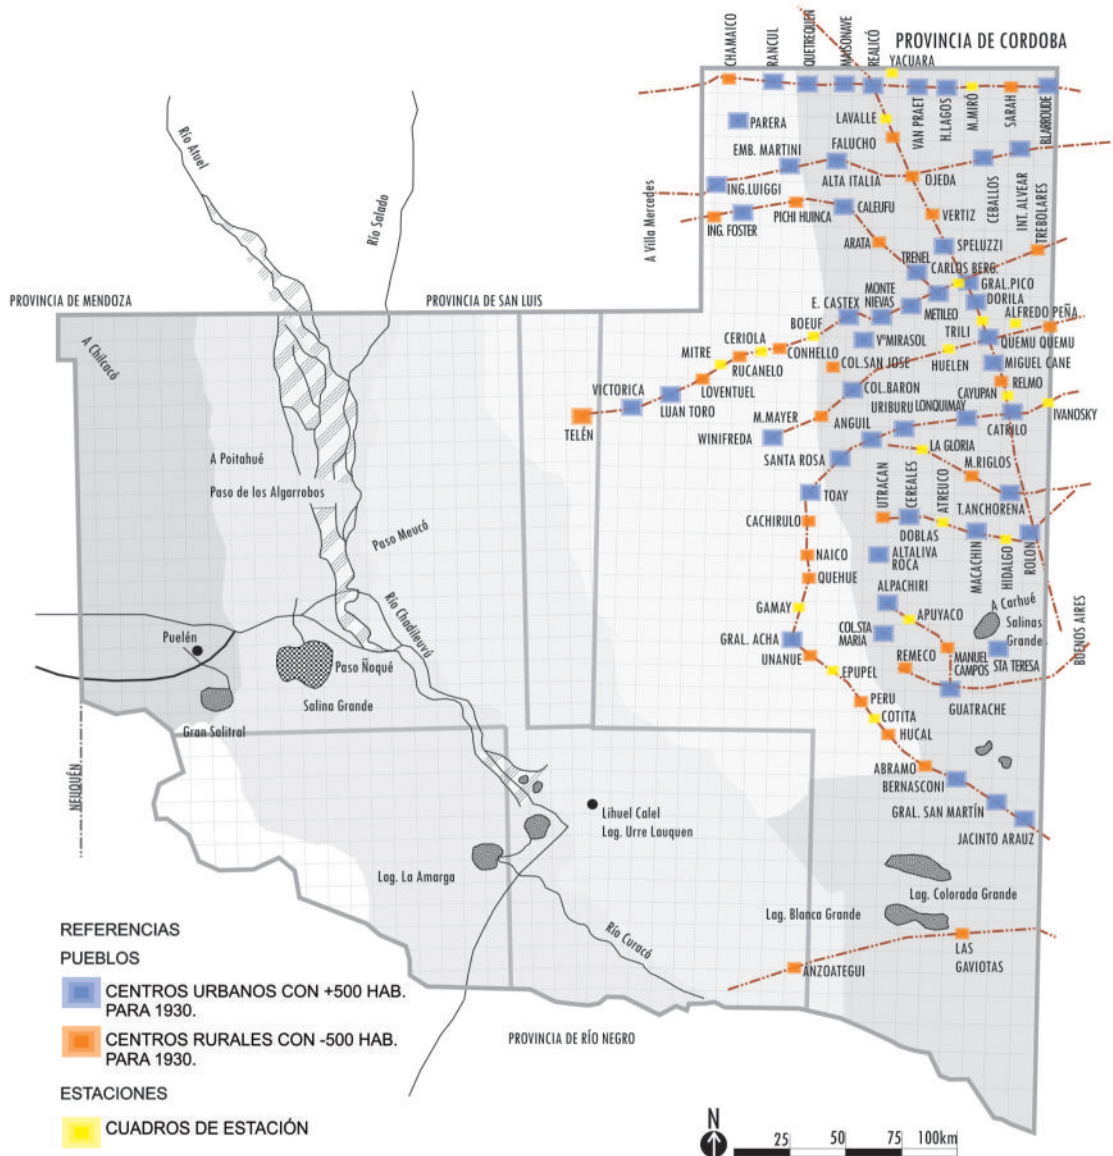 PROVINCIA DE CORDOBA
CHAMAICO
RANCUL
QUETREQUEN
MAISONAVE
REALICÓ
YACUARA
PARERA
LAVALLE
VAN PRAET
H.LAGOS
M.MIRÓ
SARAH
B.LARROUDE
EMB. MARTINI
FALUCHO
ALTA ITALIA
OJEDA
CEBALLOS
INT. ALVEAR
TREBOLARES
ING.LUIGGI
PICHI HUINCA
CALEUFU
VERTIZ
ING. FOSTER
A Villa Mercedes
ARATA
SPELUZZI
TRENEL
CARLOS BERG.
GRAL.PICO
DORILA
MONTE
NIEVAS
METILEO
ALFREDO PEÑA
E. CASTEX
TRILI
QUEMU QUEMU
BOEUF
VºMIRASOL
HUELEN
MIGUEL CANE
CERIOLA
CONHELLO
COL.SAN JOSE
MITRE
RUCANELO
RELMO
LOVENTUEL
COL.BARON
CAYUPAN
VICTORICA
LUAN TORO
URIBURU
LONQUIMAY
IVANOSKY
TELÉN
M.MAYER
ANGUIL
CATRILO
WINIFREDA
LA GLORIA
SANTA ROSA
M.RIGLOS
TOAY
UTRACAN
CEREALES
ATREUCO
T.ANCHORENA
CACHIRULO
DOBLAS
MACACHIN
HIDALGO
ROLON
NAICO
ALTALIVA
ROCA
QUEHUE
ALPACHIRI
GAMAY
APUYACO
A Carhué
Salinas
Grande
GRAL. ACHA
COL.STA
MARIA
UNANUE
REMECO
MANUEL
CAMPOS
STA TERESA
BUENOS AIRES
EPUPEL
PERU
GUATRACHE
COTITA
HUCAL
ABRAMO
BERNASCONI
GRAL. SAN MARTÍN
JACINTO ARAUZ
Río Atuel
Río Salado
PROVINCIA DE MENDOZA
PROVINCIA DE SAN LUIS
A Chilcacó
A Poitahué
Paso de los Algarrobos
Paso Meucó
Río Chadileuvú
Puelén
Paso Ñoqué
Salina Grande
Gran Salitral
NEUQUÉN
Lihuel Calel
Lag. Urre Lauquen
Lag. La Amarga
Lag. Colorada Grande
Lag. Blanca Grande
Río Curacó
LAS
GAVIOTAS
ANZOATEGUI
PROVINCIA DE RÍO NEGRO
REFERENCIAS
PUEBLOS
CENTROS URBANOS CON +500 HAB.
PARA 1930.
CENTROS RURALES CON -500 HAB.
PARA 1930.
ESTACIONES
CUADROS DE ESTACIÓN
N
25 50 75 100km